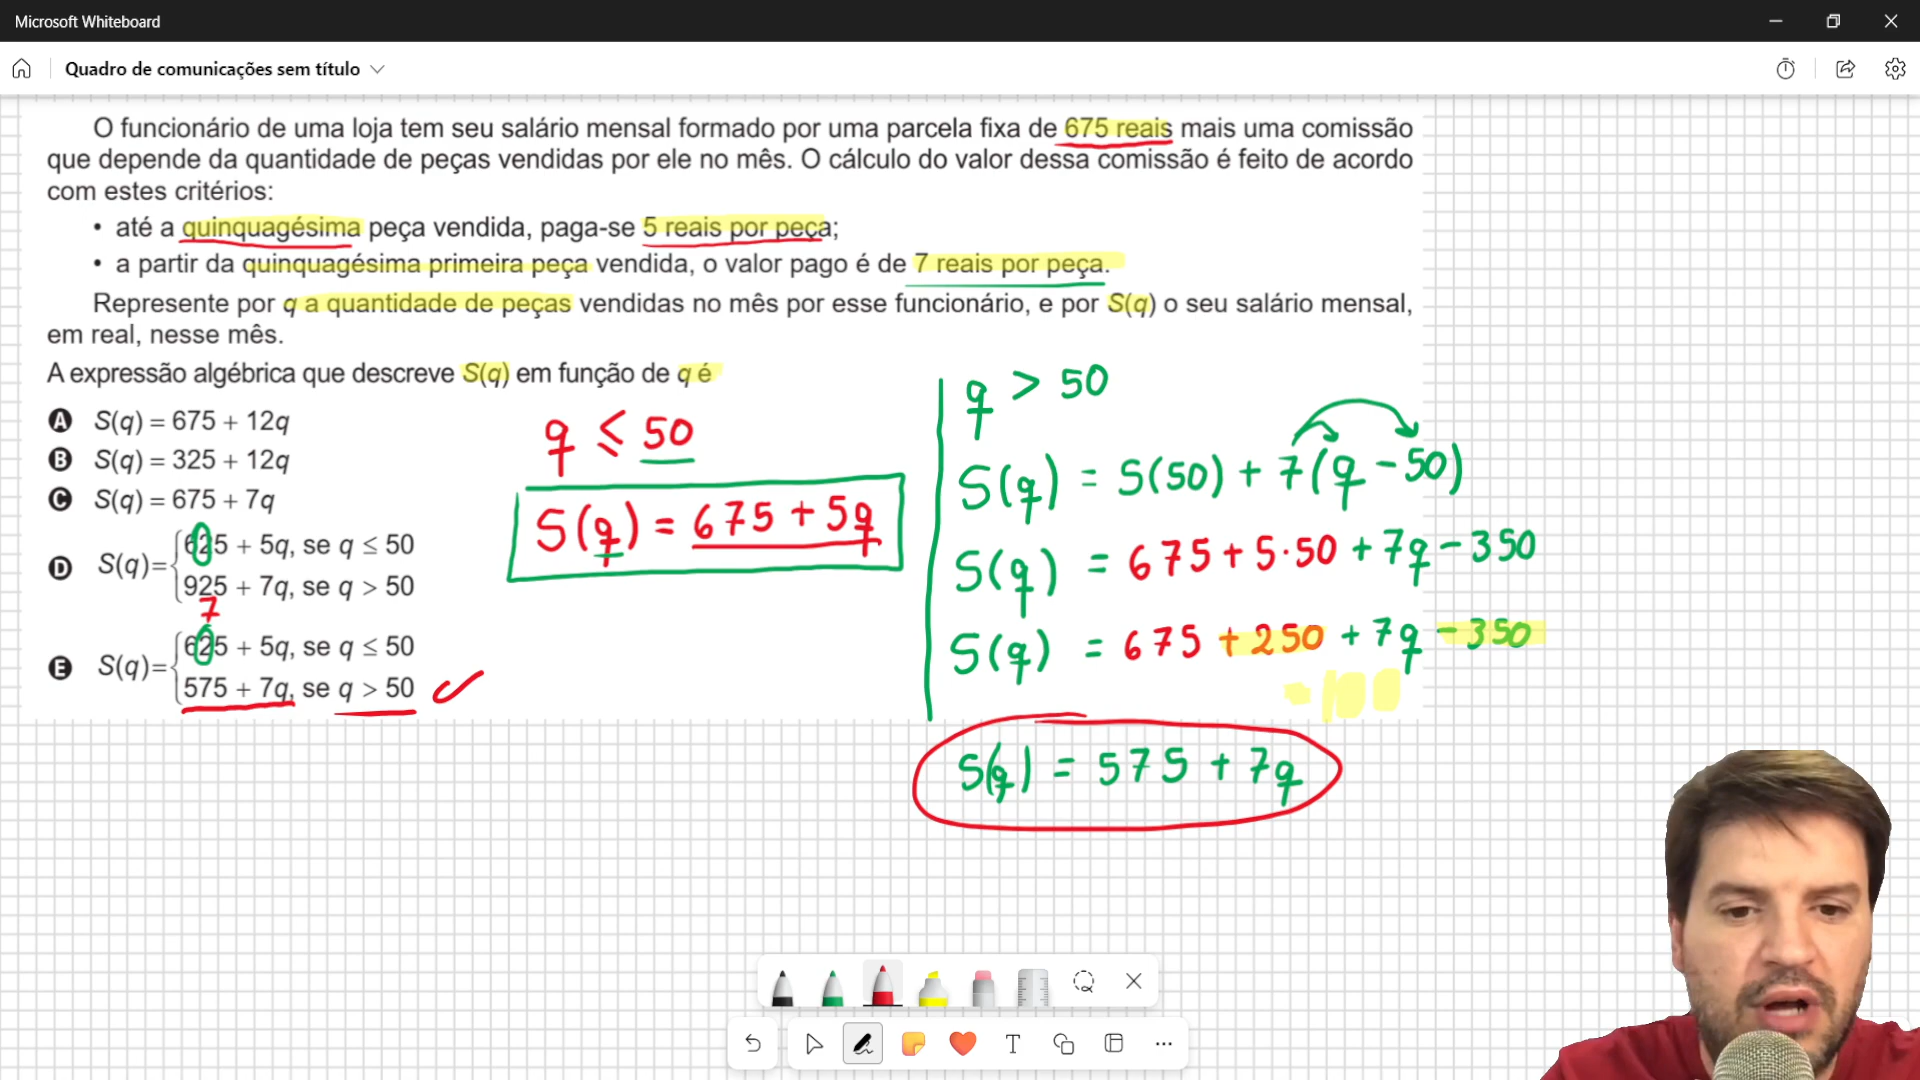 Microsoft Whiteboard
Quadro de comunicações sem título
O funcionário de uma loja tem seu salário mensal formado por uma parcela fixa de 675 reais mais uma comissão
que depende da quantidade de peças vendidas por ele no mês. O cálculo do valor dessa comissão é feito de acordo
com estes critérios:
• até a quinquagésima peça vendida, paga-se 5 reais por peça;
• a partir da quinquagésima primeira peça vendida, o valor pago é de 7 reais por peça.
Represente por q a quantidade de peças vendidas no mês por esse funcionário, e por S(q) o seu salário mensal,
em real, nesse mês.
A expressão algébrica que descreve S(q) em função de q é
A S(q) = 675 + 12q
B S(q) = 325 + 12q
C S(q) = 675 + 7q
D S(q)= 625 + 5q, se q ≤ 50
925 + 7q, se q > 50
7
E S(q)= 625 + 5q, se q ≤ 50
575 + 7q, se q > 50
q ≤ 50
S(q) = 675 + 5q
q > 50
S(q) = S(50) + 7(q - 50)
S(q) = 675 + 5·50 + 7q - 350
S(q) = 675 + 250 + 7q - 350
- 100
S(q) = 575 + 7q